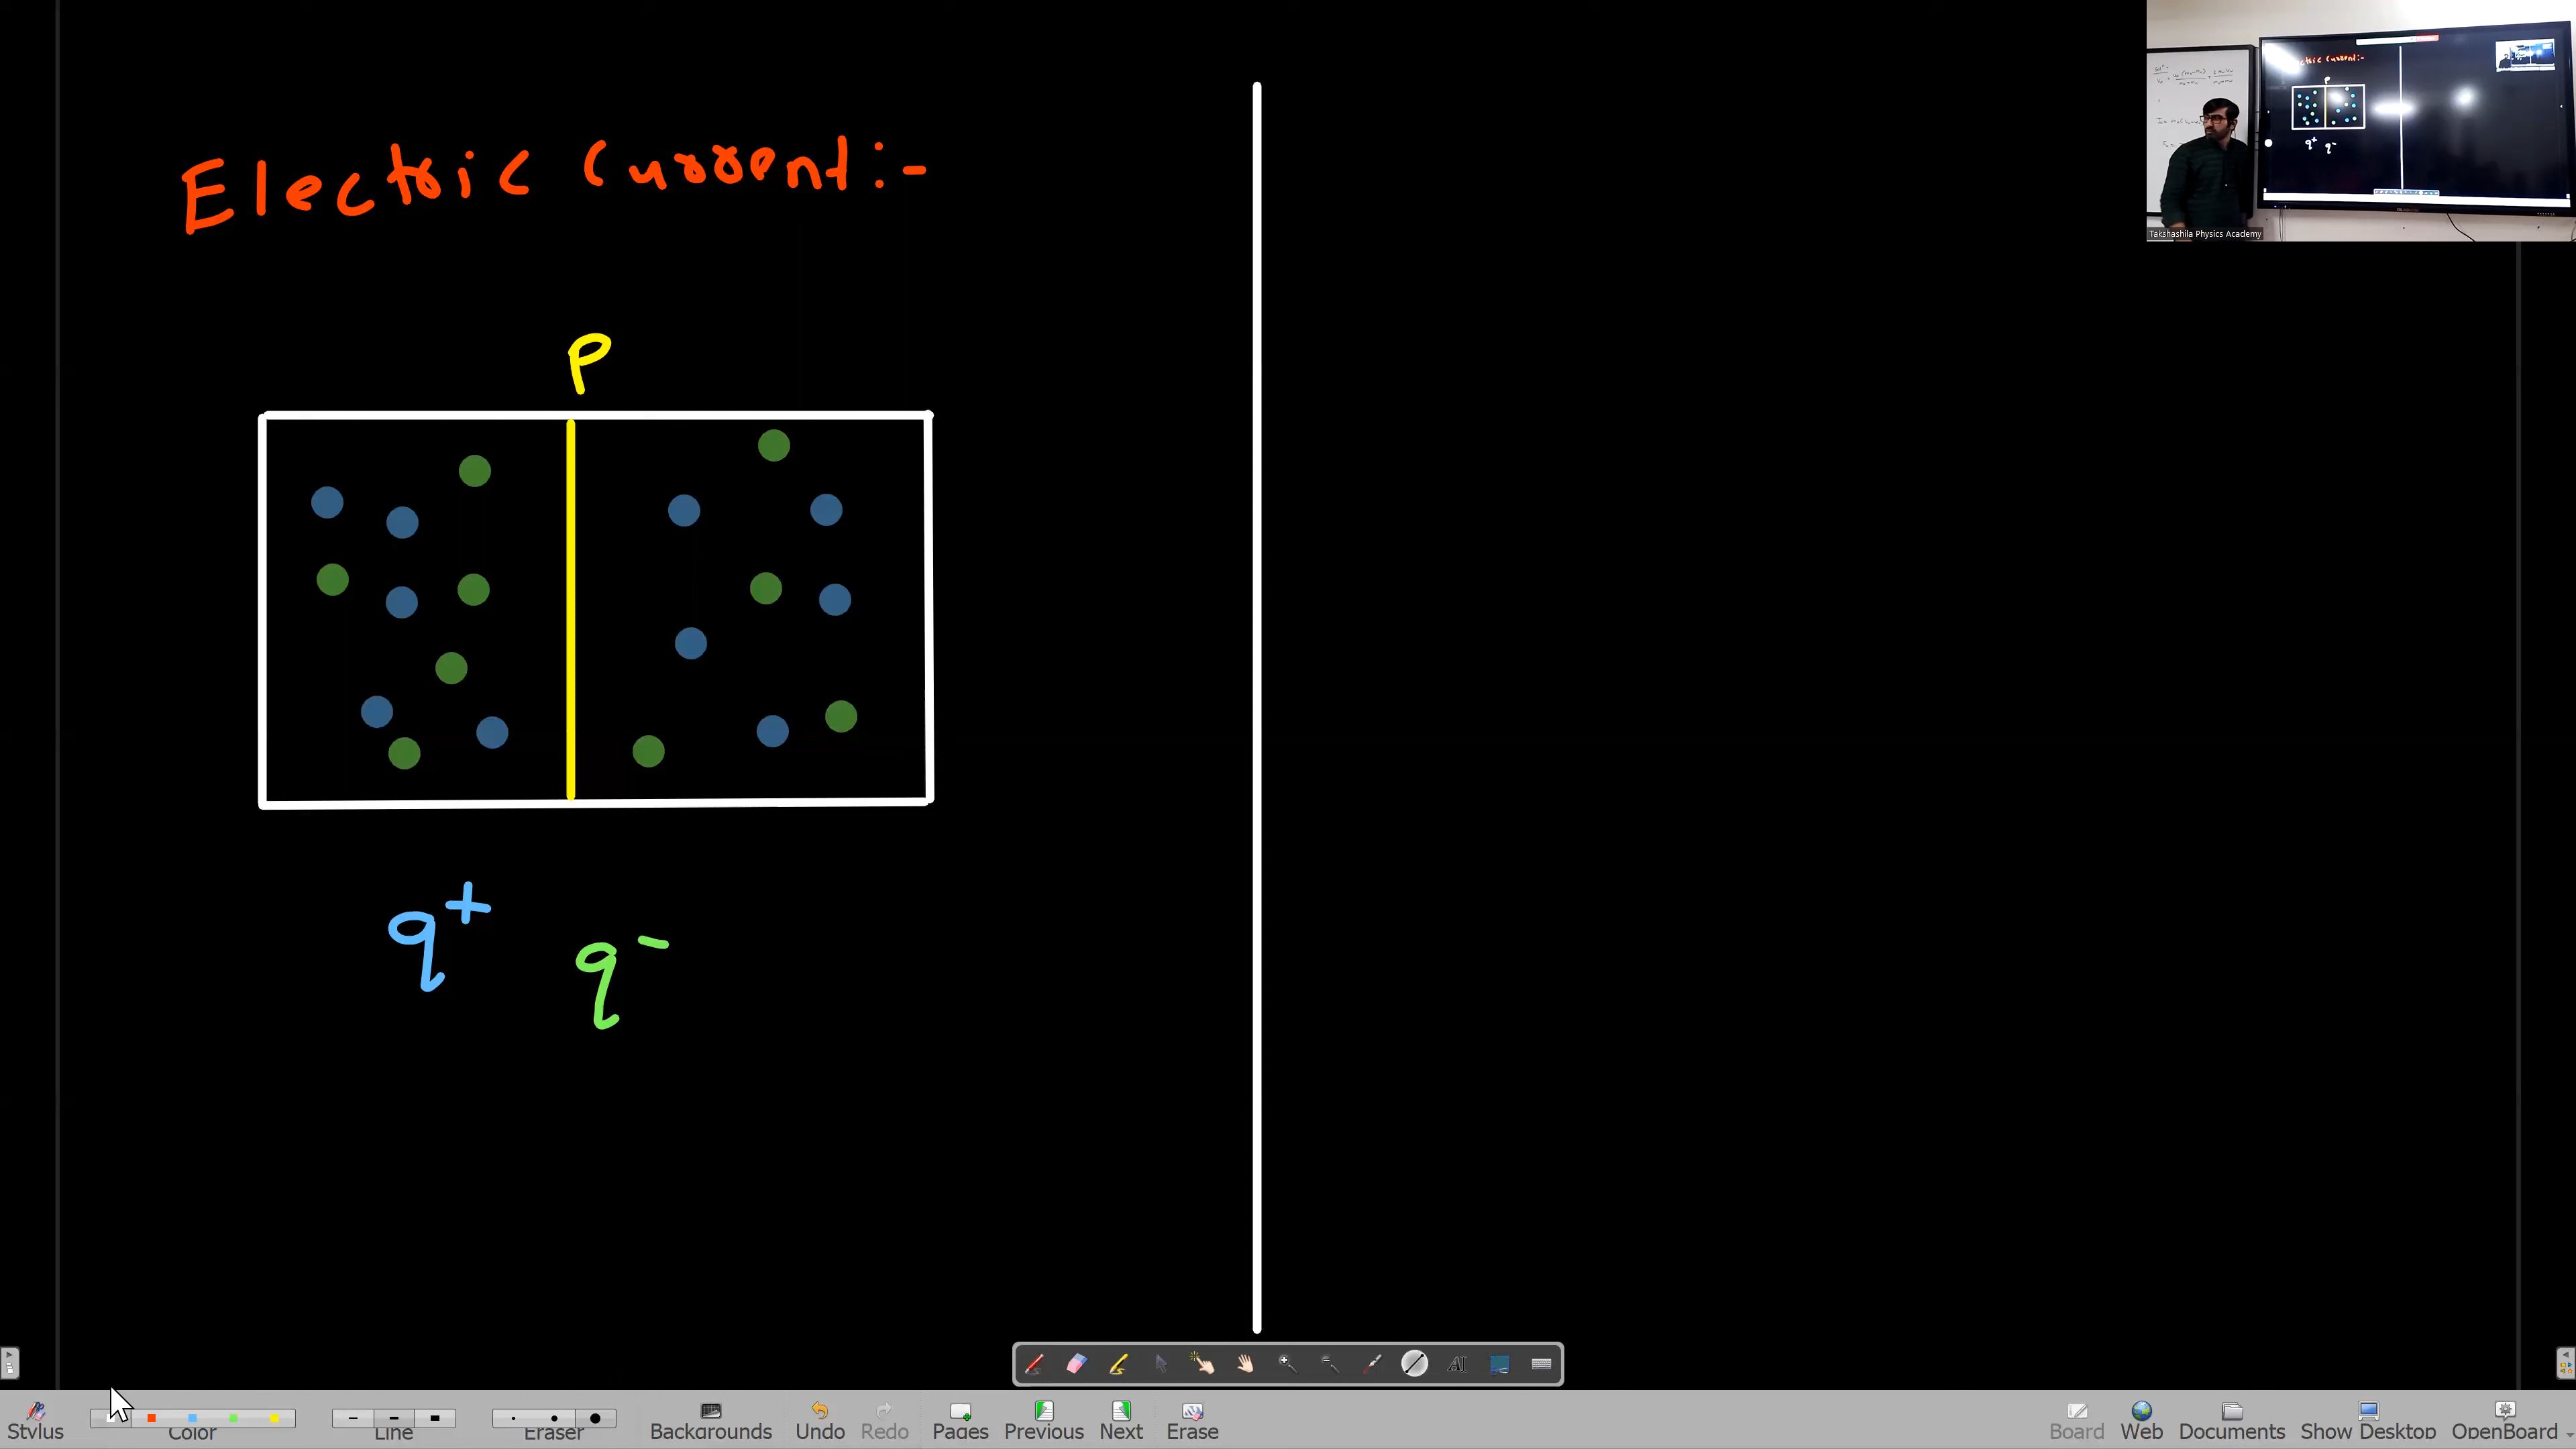 Electric Current:-
P
q+
q-
Takshashila Physics Academy
Stylus
Color
Line
Eraser
Backgrounds
Undo
Redo
Pages
Previous
Next
Erase
Board
Web
Documents
Show Desktop
OpenBoard